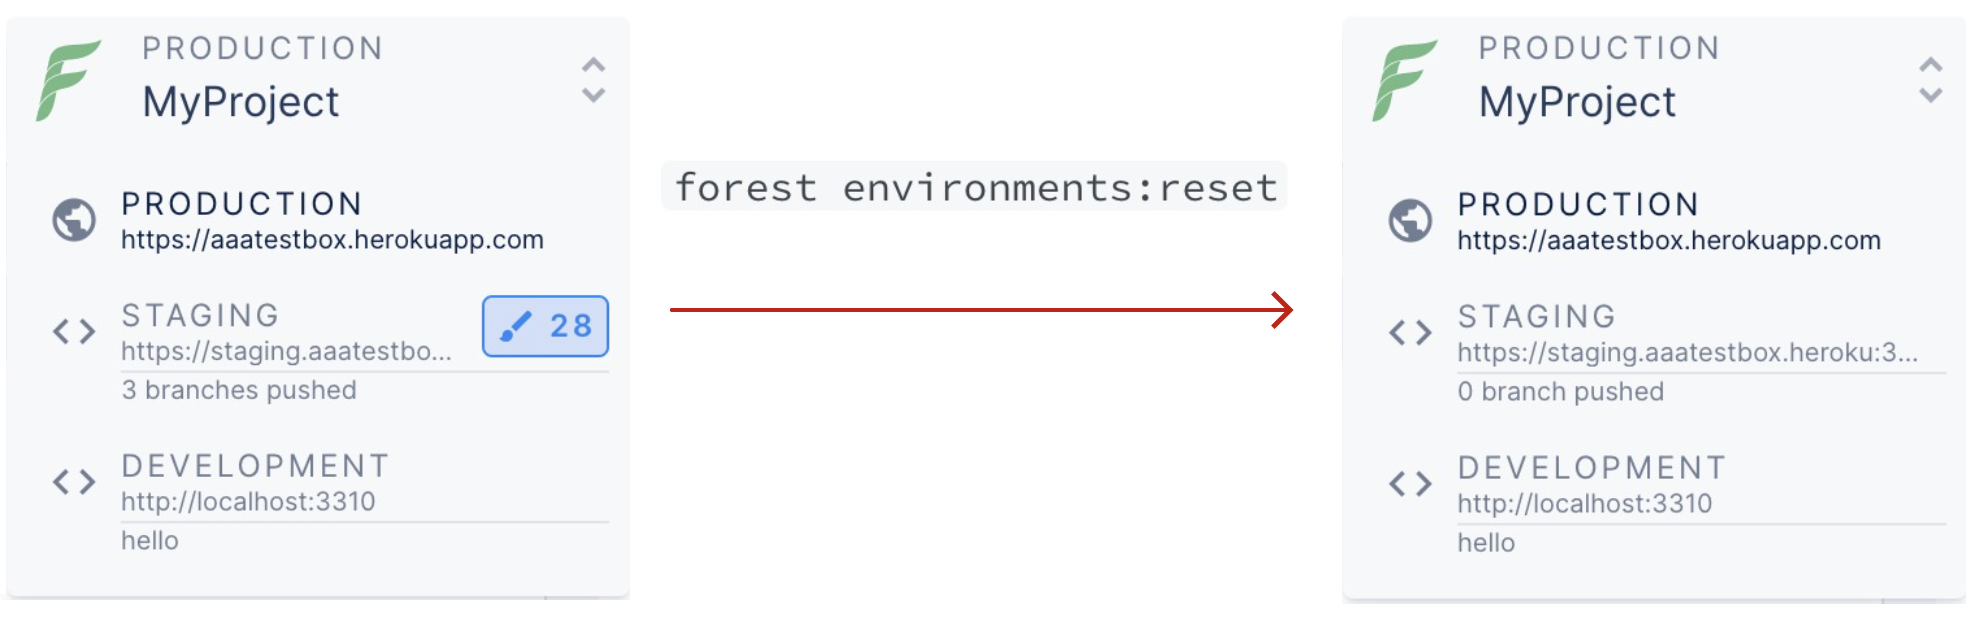 PRODUCTION
MyProject
PRODUCTION
https://aaatestbox.herokuapp.com
STAGING
https://staging.aaatestbo...
28
3 branches pushed
DEVELOPMENT
http://localhost:3310
hello
forest environments:reset
PRODUCTION
MyProject
PRODUCTION
https://aaatestbox.herokuapp.com
STAGING
https://staging.aaatestbox.heroku:3...
0 branch pushed
DEVELOPMENT
http://localhost:3310
hello